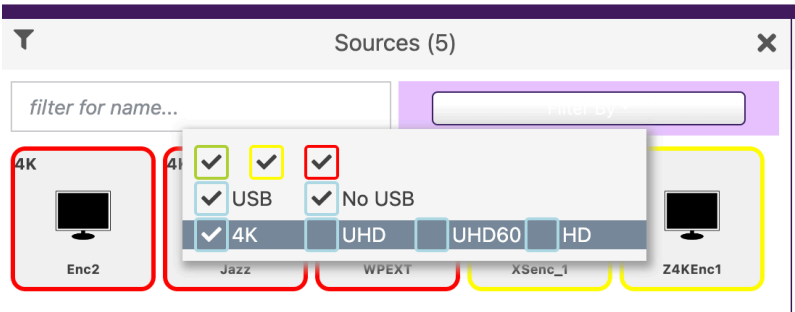 Sources (5)
filter for name...
Filter By
4K
4K
USB
No USB
4K
UHD
UHD60
HD
Enc2
Jazz
WPEXT
XSenc_1
Z4KEnc1